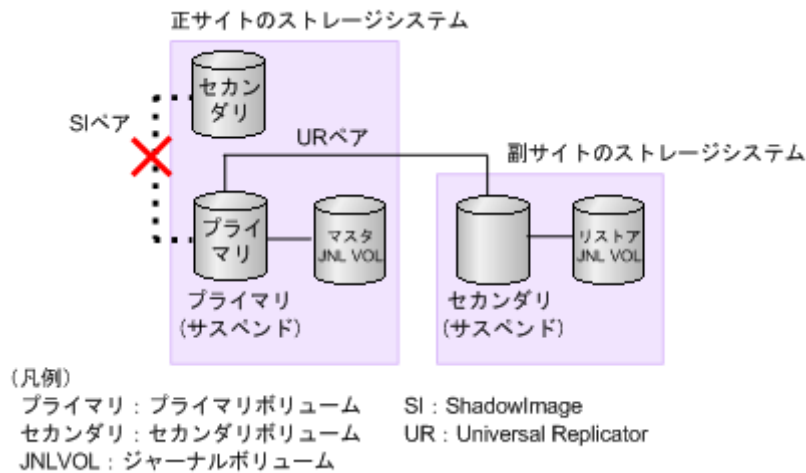 正サイトのストレージシステム
セカン
ダリ
SIペア
URペア
副サイトのストレージシステム
プライ
マリ
マスタ
JNL VOL
リストア
JNL VOL
プライマリ
(サスペンド)
セカンダリ
(サスペンド)
(凡例)
プライマリ：プライマリボリューム
SI：ShadowImage
セカンダリ：セカンダリボリューム
UR：Universal Replicator
JNLVOL：ジャーナルボリューム